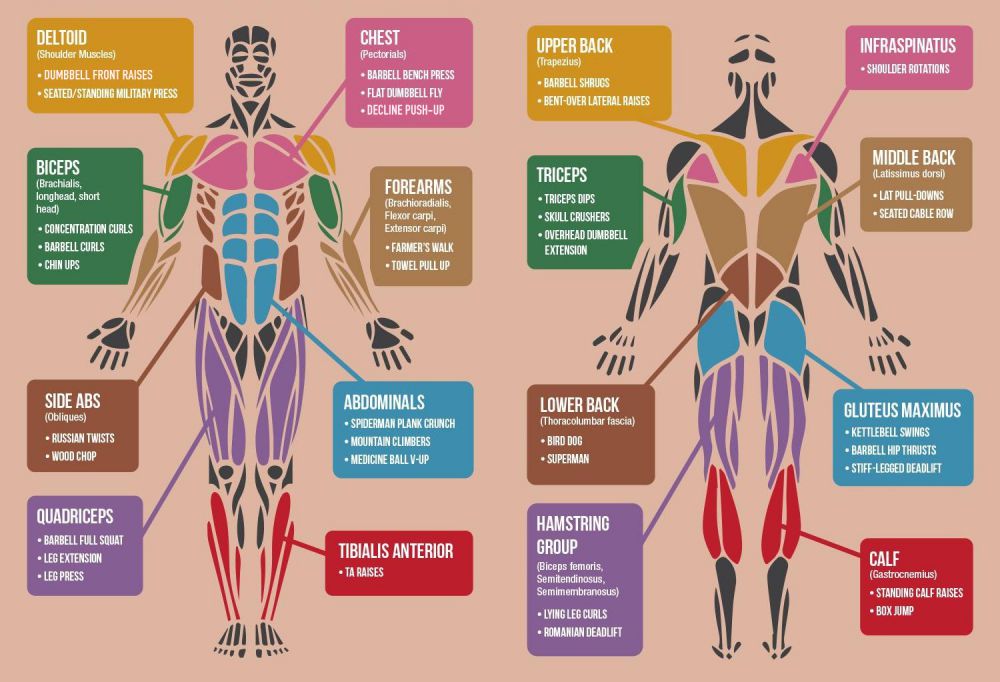 DELTOID
(Shoulder Muscles)
• DUMBBELL FRONT RAISES
• SEATED/STANDING MILITARY PRESS
CHEST
(Pectorials)
• BARBELL BENCH PRESS
• FLAT DUMBBELL FLY
• DECLINE PUSH-UP
BICEPS
(Brachialis,
longhead, short
head)
• CONCENTRATION CURLS
• BARBELL CURLS
• CHIN UPS
FOREARMS
(Brachioradialis,
Flexor carpi,
Extensor carpi)
• FARMER'S WALK
• TOWEL PULL UP
SIDE ABS
(Obliques)
• RUSSIAN TWISTS
• WOOD CHOP
ABDOMINALS
• SPIDERMAN PLANK CRUNCH
• MOUNTAIN CLIMBERS
• MEDICINE BALL V-UP
QUADRICEPS
• BARBELL FULL SQUAT
• LEG EXTENSION
• LEG PRESS
TIBIALIS ANTERIOR
• TA RAISES
UPPER BACK
(Trapezius)
• BARBELL SHRUGS
• BENT-OVER LATERAL RAISES
INFRASPINATUS
• SHOULDER ROTATIONS
TRICEPS
• TRICEPS DIPS
• SKULL CRUSHERS
• OVERHEAD DUMBBELL
EXTENSION
MIDDLE BACK
(Latissimus dorsi)
• LAT PULL-DOWNS
• SEATED CABLE ROW
LOWER BACK
(Thoracolumbar fascia)
• BIRD DOG
• SUPERMAN
GLUTEUS MAXIMUS
• KETTLEBELL SWINGS
• BARBELL HIP THRUSTS
• STIFF-LEGGED DEADLIFT
HAMSTRING
GROUP
(Biceps femoris,
Semitendinosus,
Semimembranosus)
• LYING LEG CURLS
• ROMANIAN DEADLIFT
CALF
(Gastrocnemius)
• STANDING CALF RAISES
• BOX JUMP